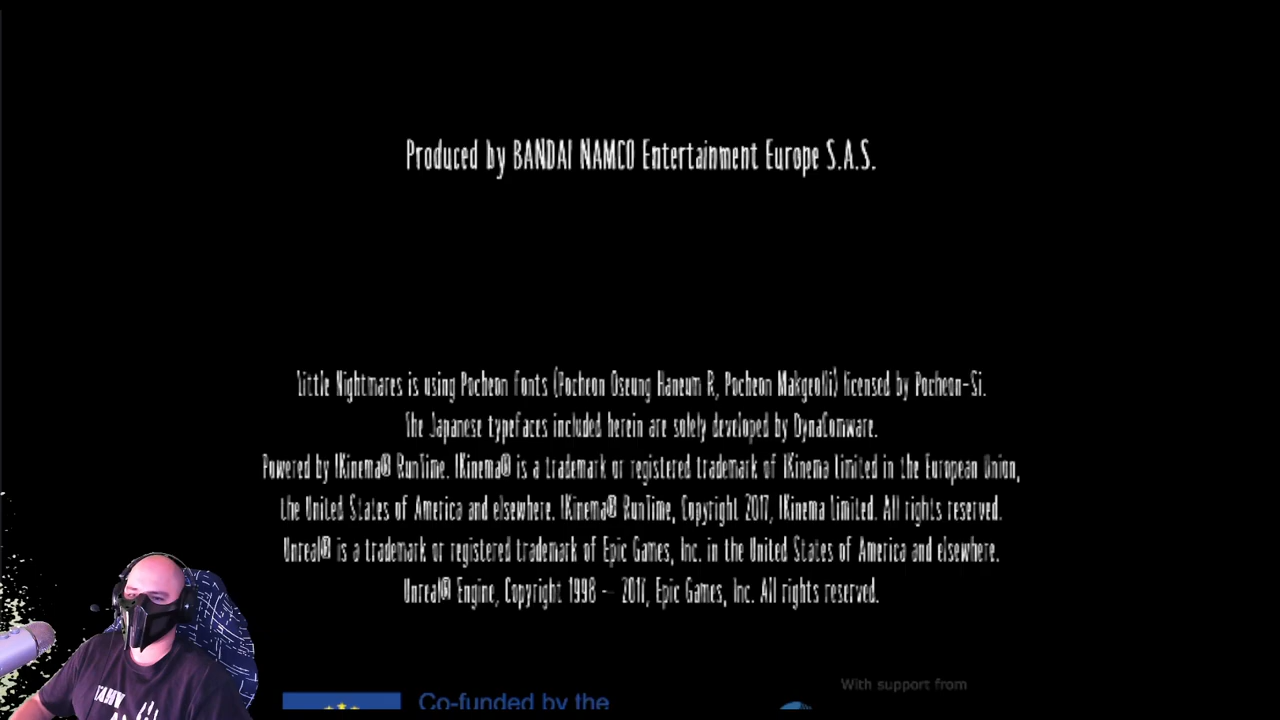 Produced by BANDAI NAMCO Entertainment Europe S.A.S.
Little Nightmares is using Pocheon Fonts (Pocheon Oseung Haneum R, Pocheon Makgeolli) licensed by Pocheon-Si.
The Japanese typefaces included herein are solely developed by DynaComware.
Powered by IKinema® RunTime. IKinema® is a trademark or registered trademark of IKinema Limited in the European Union,
the United States of America and elsewhere. IKinema® RunTime, Copyright 2017, IKinema Limited. All rights reserved.
Unreal® is a trademark or registered trademark of Epic Games, Inc. in the United States of America and elsewhere.
Unreal® Engine, Copyright 1998 – 2017, Epic Games, Inc. All rights reserved.
With support from
Co-funded by the